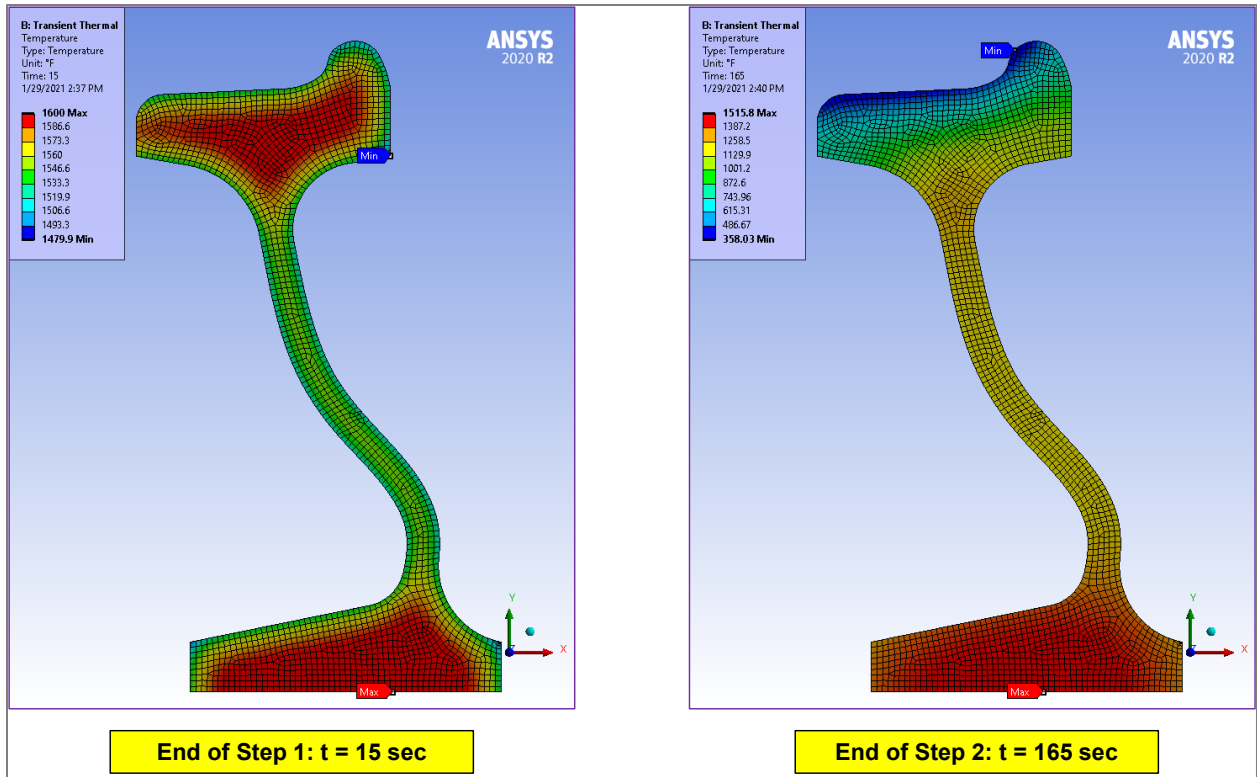 B: Transient Thermal
Temperature
Type: Temperature
Unit: °F
Time: 15
1/29/2021 2:37 PM
1600 Max
1586.6
1573.3
1560
1546.6
1533.3
1519.9
1506.6
1493.3
1479.9 Min
ANSYS
2020 R2
Min
Max
Y
X
End of Step 1: t = 15 sec
B: Transient Thermal
Temperature
Type: Temperature
Unit: °F
Time: 165
1/29/2021 2:40 PM
1515.8 Max
1387.2
1258.5
1129.9
1001.2
872.6
743.96
615.31
486.67
358.03 Min
Min
ANSYS
2020 R2
Max
Y
X
End of Step 2: t = 165 sec